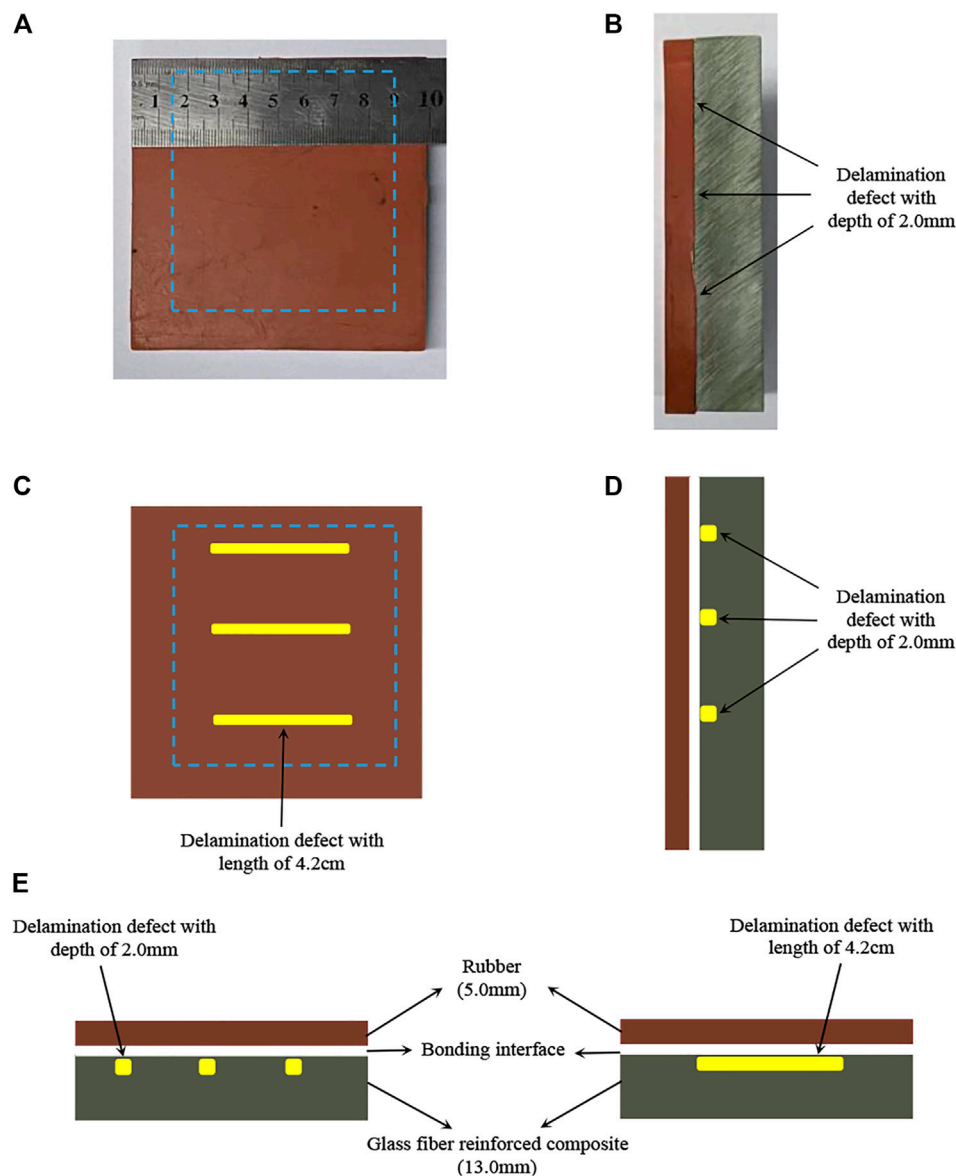 A
1 2 3 4 5 6 7 8 9 10
B
Delamination
defect with
depth of 2.0mm
C
Delamination defect with
length of 4.2cm
D
Delamination
defect with
depth of 2.0mm
E
Delamination defect with
depth of 2.0mm
Rubber
(5.0mm)
Delamination defect with
length of 4.2cm
Bonding interface
Glass fiber reinforced composite
(13.0mm)